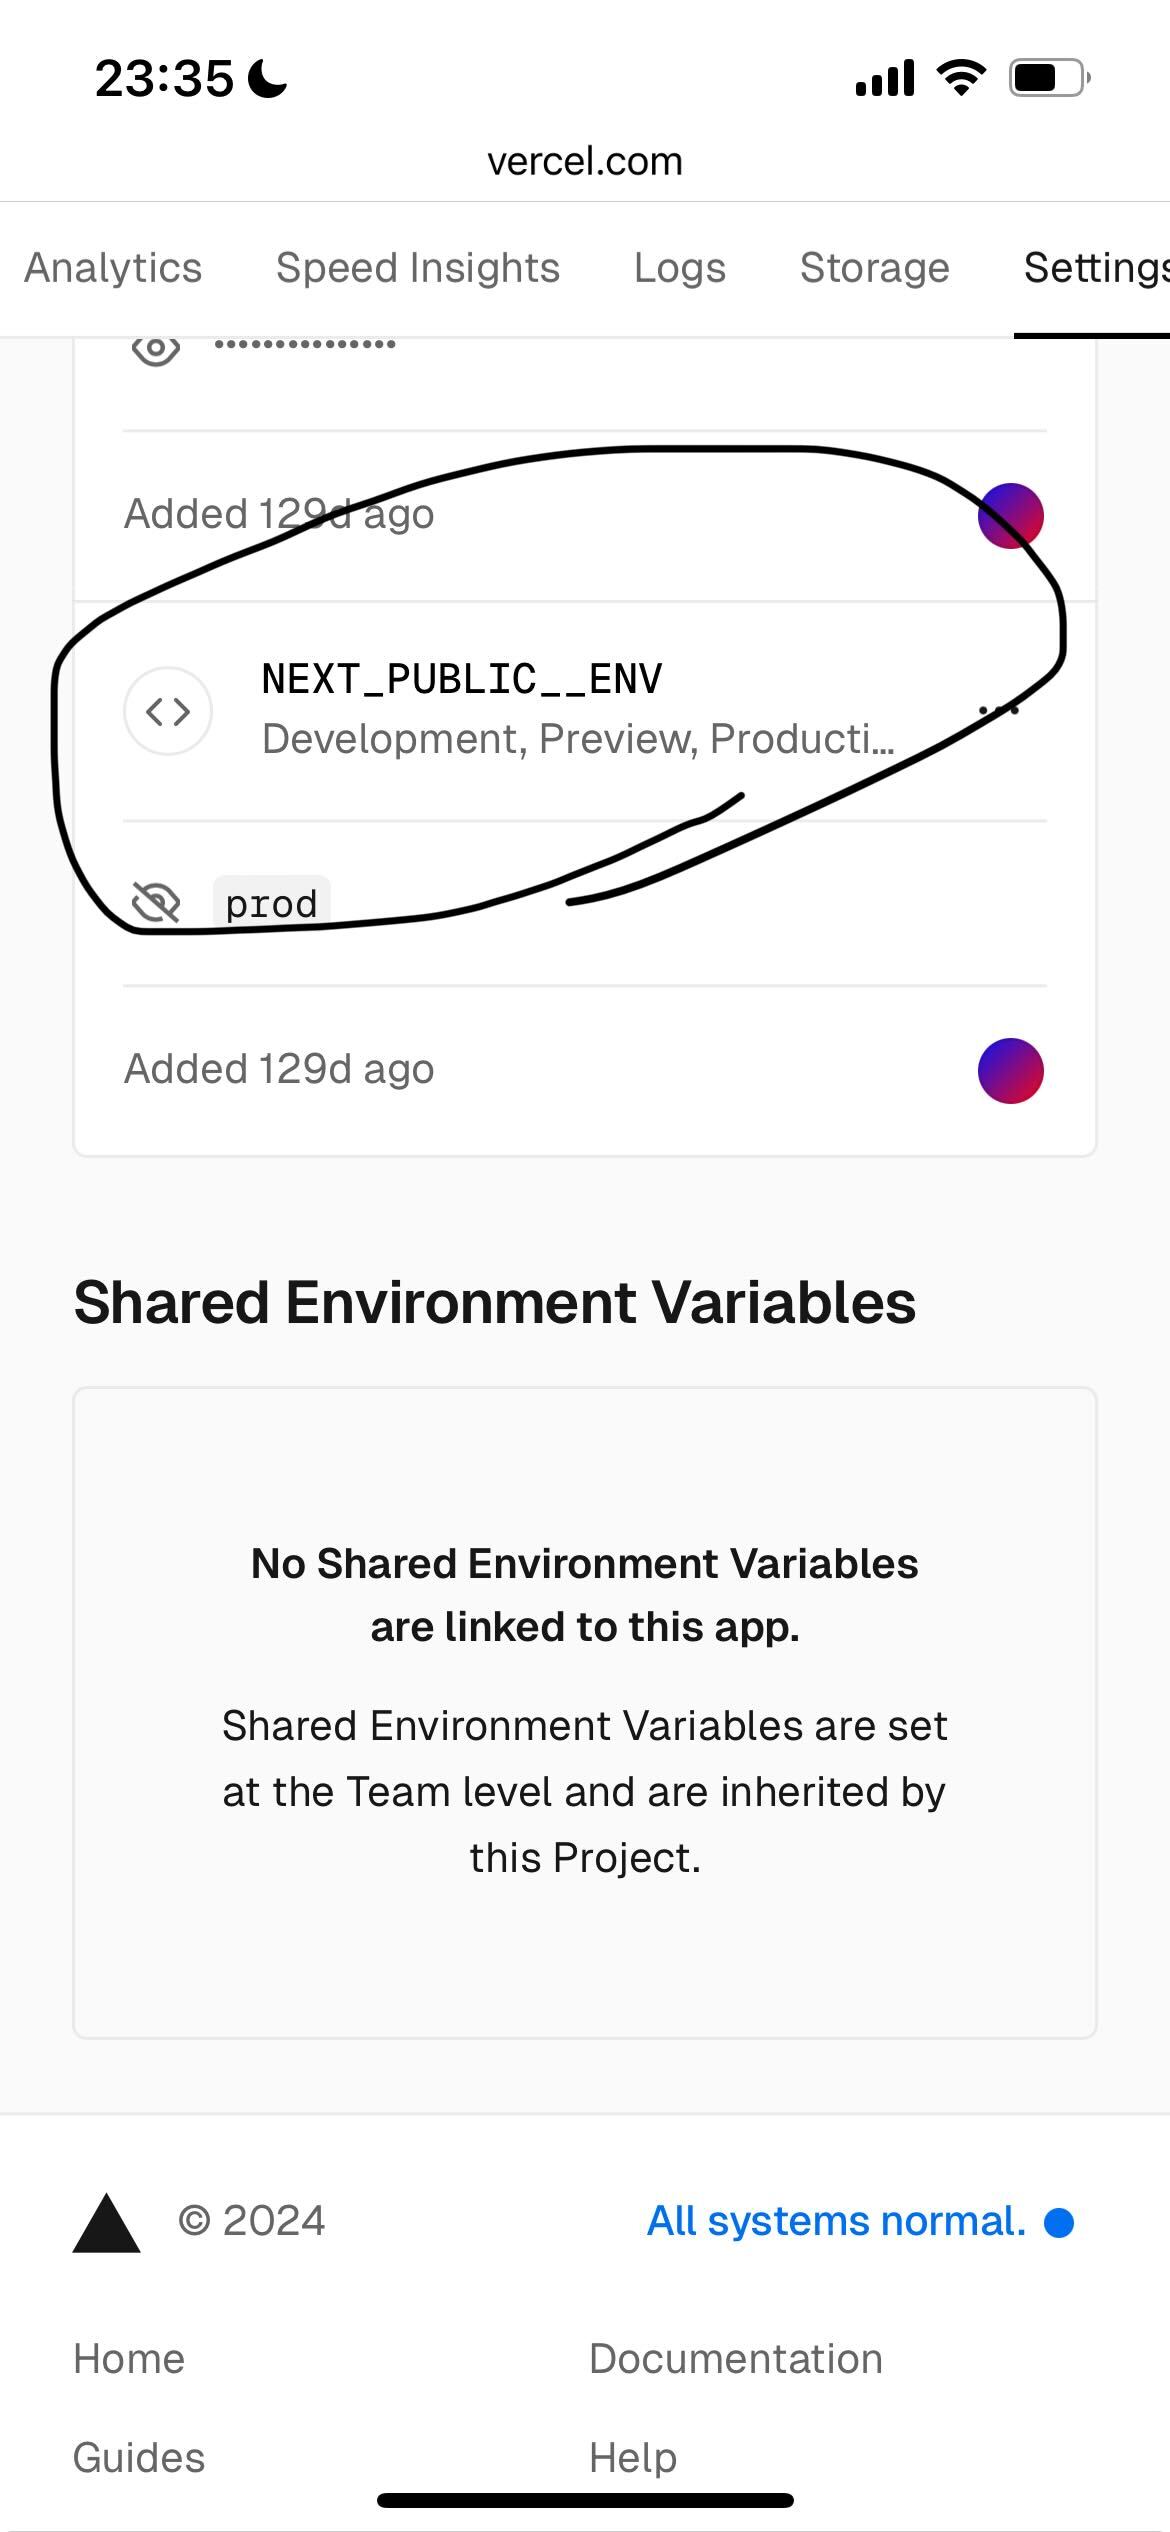 23:35
vercel.com
Analytics Speed Insights Logs Storage Settings
•••••••••••••••
Added 129d ago
NEXT_PUBLIC__ENV
Development, Preview, Producti...
prod
Added 129d ago
Shared Environment Variables
No Shared Environment Variables
are linked to this app.
Shared Environment Variables are set
at the Team level and are inherited by
this Project.
© 2024 All systems normal.
Home Documentation
Guides Help